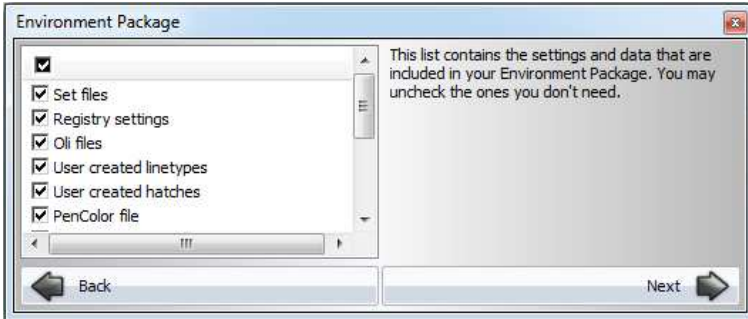 Environment Package
Set files
Registry settings
Oli files
User created linetypes
User created hatches
PenColor file
This list contains the settings and data that are
included in your Environment Package. You may
uncheck the ones you don't need.
Back
Next